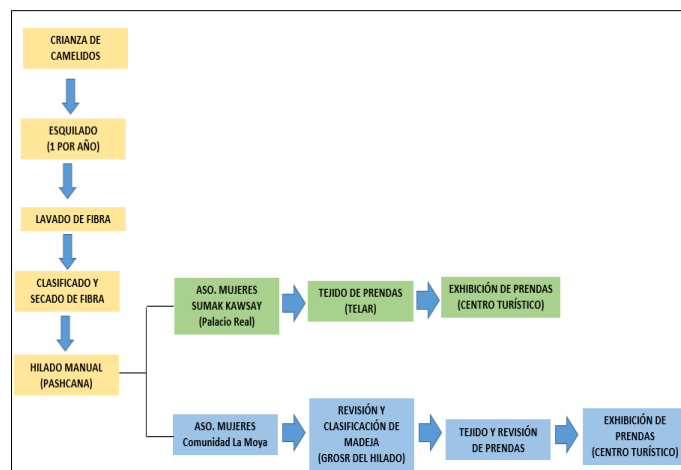 CRIANZA DE
CAMELIDOS
ESQUILADO
(1 POR AÑO)
LAVADO DE FIBRA
CLASIFICADO Y
SECADO DE FIBRA
HILADO MANUAL
(PASHCANA)
ASO. MUJERES
SUMAK KAWSAY
(Palacio Real)
TEJIDO DE PRENDAS
(TELAR)
EXHIBICIÓN DE PRENDAS
(CENTRO TURÍSTICO)
ASO. MUJERES
Comunidad La Moya
REVISIÓN Y
CLASIFICACIÓN DE
MADEJA
(GROSR DEL HILADO)
TEJIDO Y REVISIÓN
DE PRENDAS
EXHIBICIÓN DE
PRENDAS
(CENTRO TURÍSTICO)